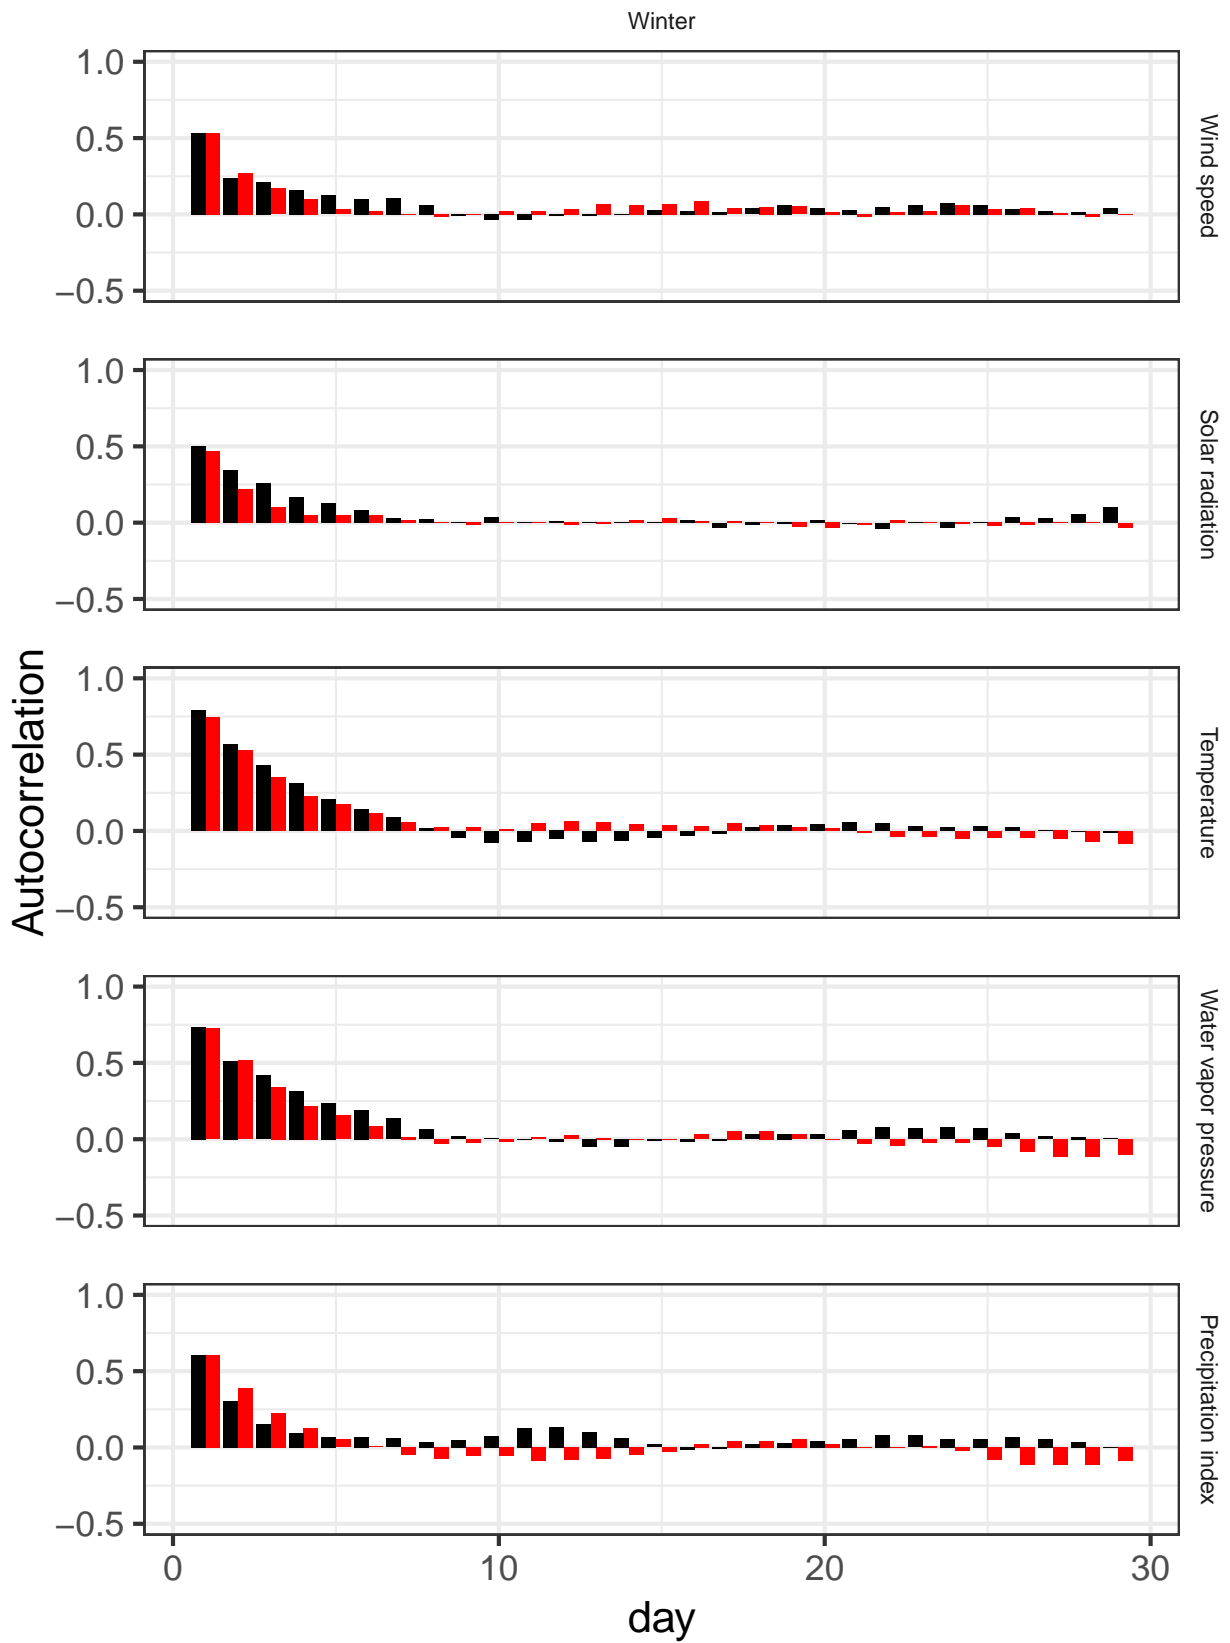 Winter
1.0
0.5
0.0
−0.5
Wind speed
1.0
0.5
0.0
−0.5
Solar radiation
1.0
0.5
0.0
−0.5
Temperature
Autocorrelation
1.0
0.5
0.0
−0.5
Water vapor pressure
1.0
0.5
0.0
−0.5
Precipitation index
0 10 20 30
day